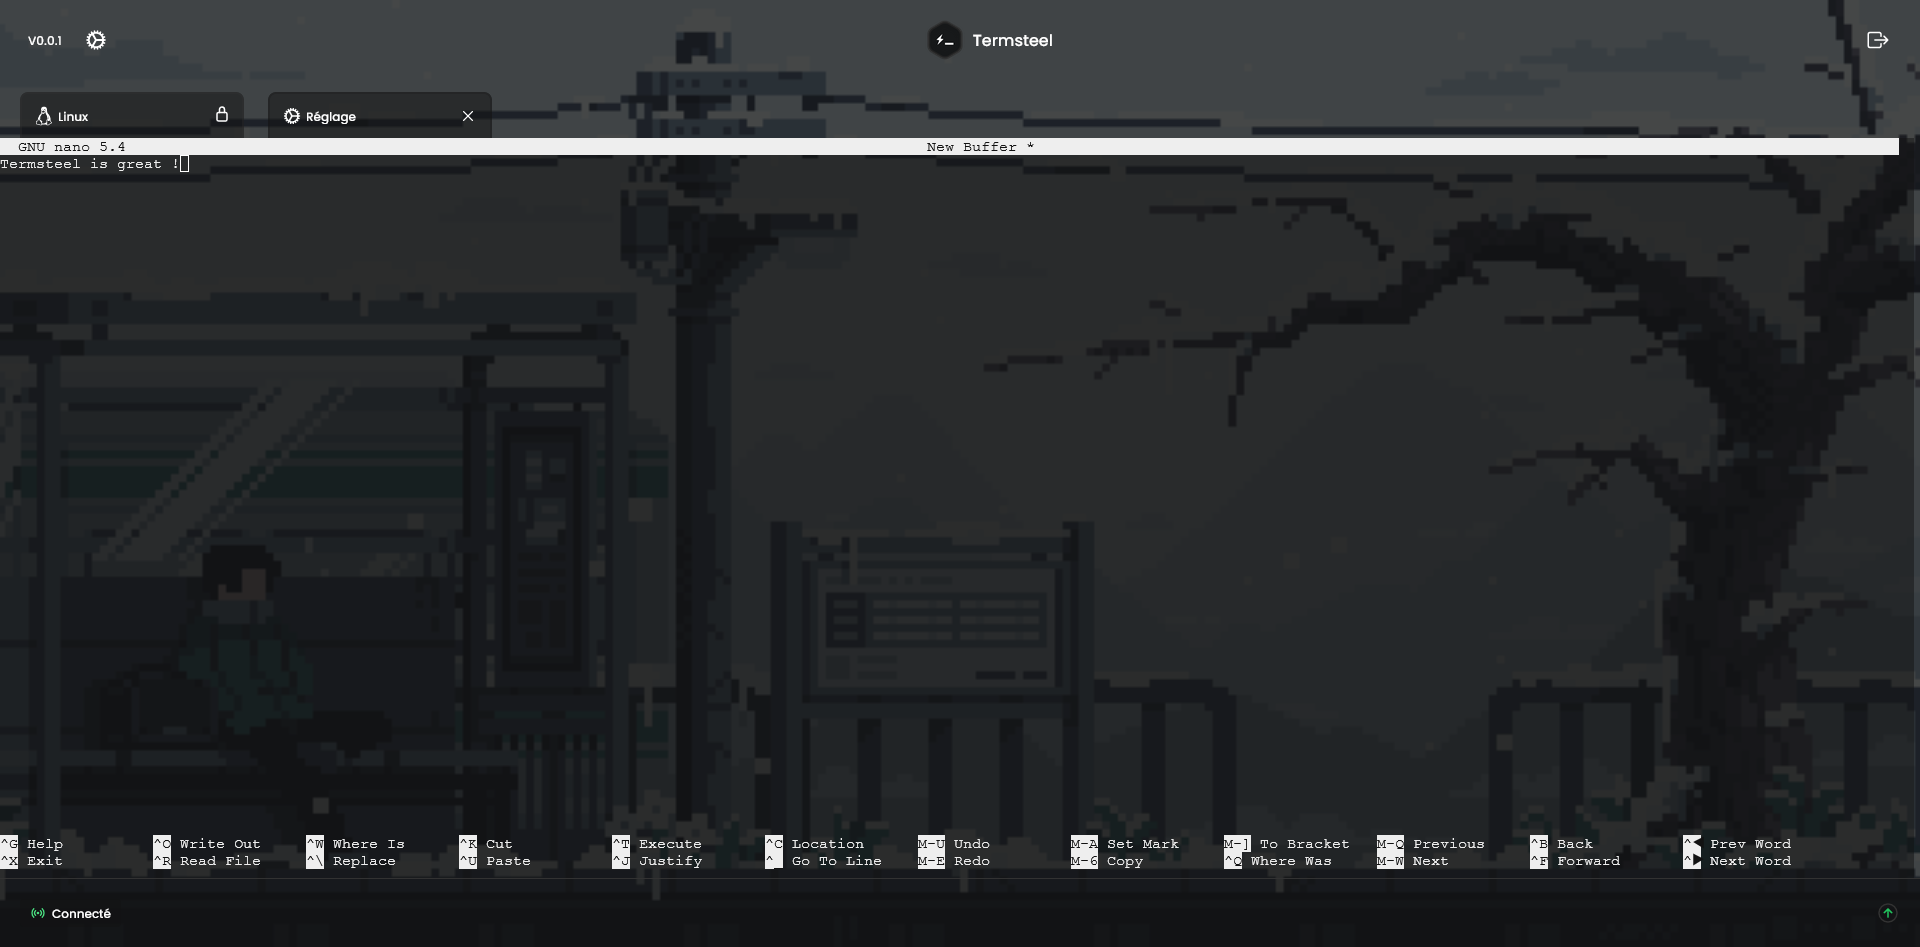 V0.0.1
Termsteel
Linux
Réglage
GNU nano 5.4 New Buffer *
Termsteel is great !
^G Help ^O Write Out ^W Where Is ^K Cut ^T Execute ^C Location M-U Undo M-A Set Mark M-] To Bracket M-Q Previous ^B Back ^◀ Prev Word
^X Exit ^R Read File ^\ Replace ^U Paste ^J Justify ^_ Go To Line M-E Redo M-6 Copy ^Q Where Was M-W Next ^F Forward ^▶ Next Word
Connecté